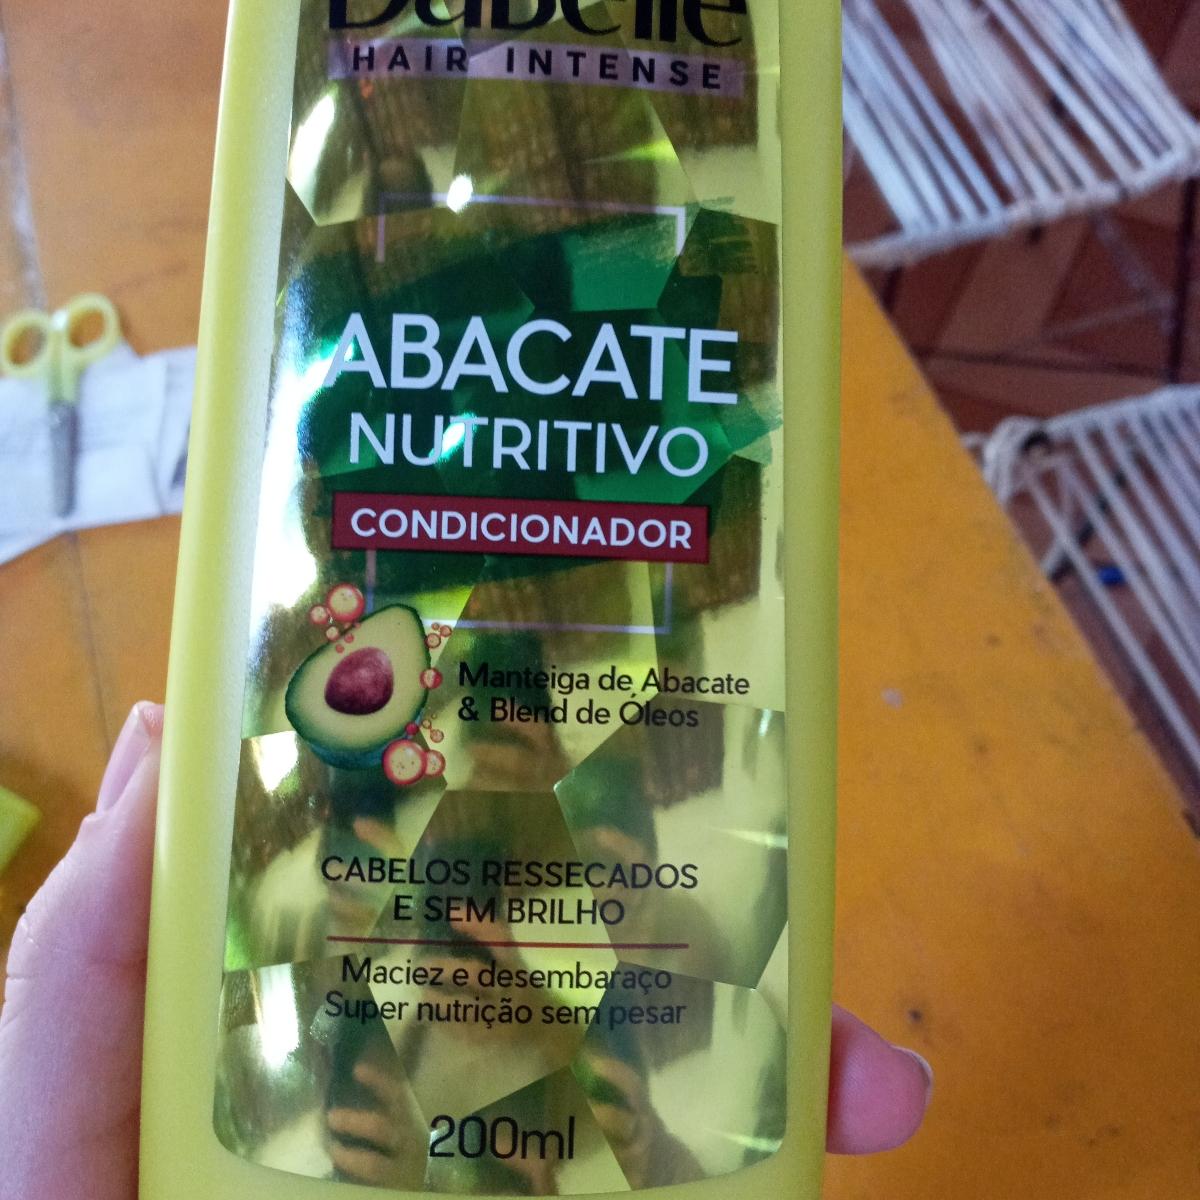 DaBelle
HAIR INTENSE
ABACATE
NUTRITIVO
CONDICIONADOR
Manteiga de Abacate
& Blend de Óleos
CABELOS RESSECADOS
E SEM BRILHO
Maciez e desembaraço
Super nutrição sem pesar
200ml